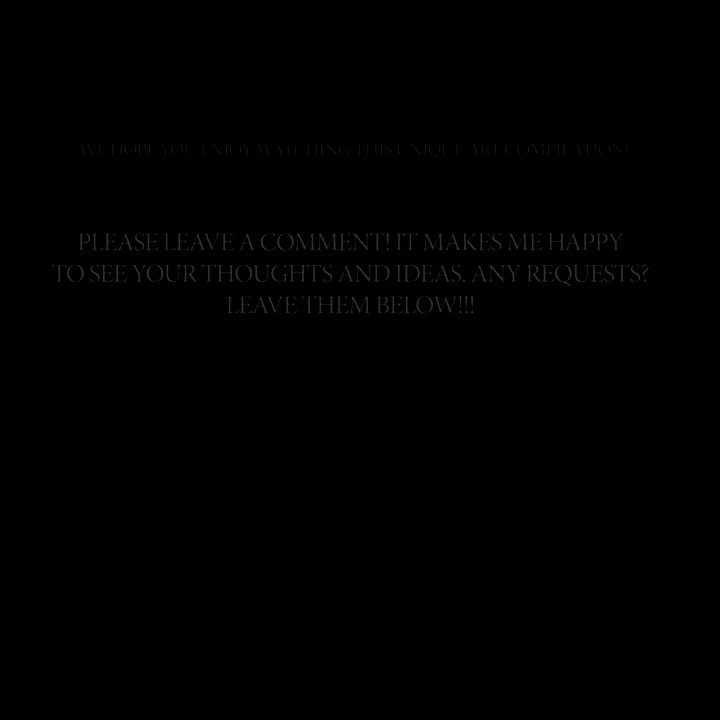 WE HOPE YOU ENJOY WATCHING THIS UNIQUE ART COMPILATION!
PLEASE LEAVE A COMMENT! IT MAKES ME HAPPY
TO SEE YOUR THOUGHTS AND IDEAS. ANY REQUESTS?
LEAVE THEM BELOW!!!